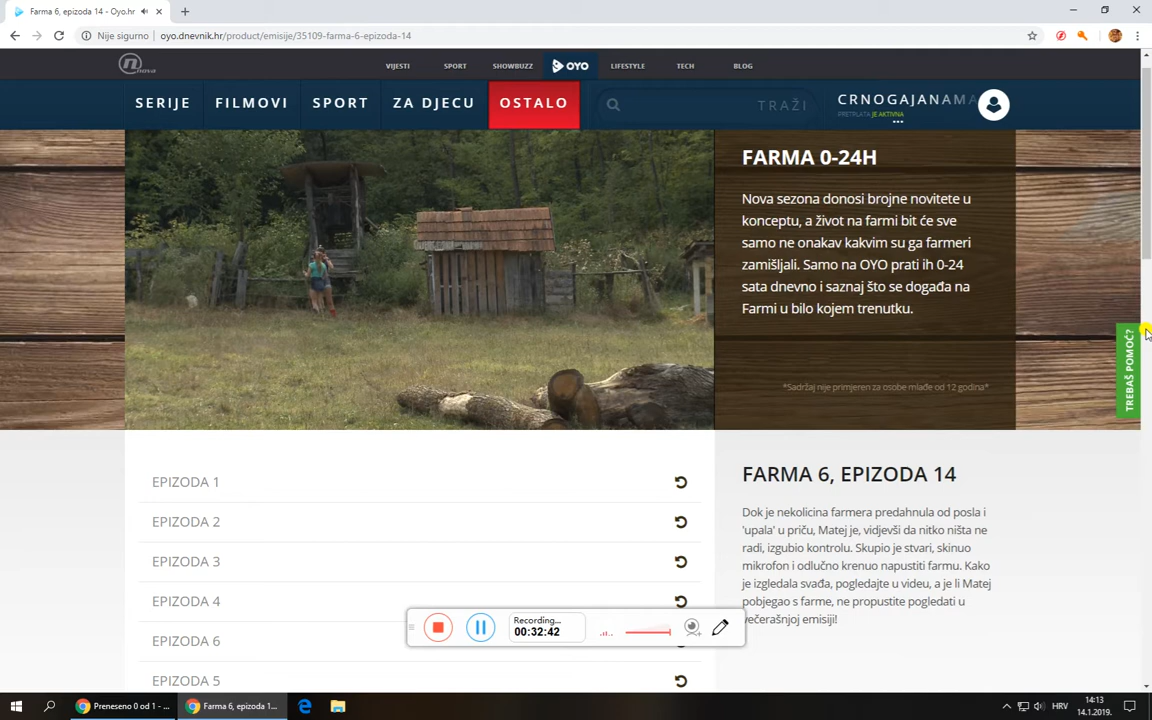 Farma 6, epizoda 14 - Oyo.hr
Nije sigurno
oyo.dnevnik.hr/product/emisije/35109-farma-6-epizoda-14
nova
VIJESTI
SPORT
SHOWBUZZ
OYO
LIFESTYLE
TECH
BLOG
SERIJE
FILMOVI
SPORT
ZA DJECU
OSTALO
TRAŽI
CRNOGAJANAMA
PRETPLATA JE AKTIVNA
FARMA 0-24H
Nova sezona donosi brojne novitete u
konceptu, a život na farmi bit će sve
samo ne onakav kakvim su ga farmeri
zamišljali. Samo na OYO prati ih 0-24
sata dnevno i saznaj što se događa na
Farmi u bilo kojem trenutku.
*Sadržaj nije primjeren za osobe mlađe od 12 godina*
TREBAŠ POMOĆ?
EPIZODA 1
EPIZODA 2
EPIZODA 3
EPIZODA 4
EPIZODA 6
EPIZODA 5
FARMA 6, EPIZODA 14
Dok je nekolicina farmera predahnula od posla i
'upala' u priču, Matej je, vidjevši da nitko ništa ne
radi, izgubio kontrolu. Skupio je stvari, skinuo
mikrofon i odlučno krenuo napustiti farmu. Kako
je izgledala svađa, pogledajte u videu, a je li Matej
pobjegao s farme, ne propustite pogledati u
večerašnjoj emisiji!
Recording...
00:32:42
Preneseno 0 od 1 - ...
Farma 6, epizoda 1...
HRV
14:13
14.1.2019.